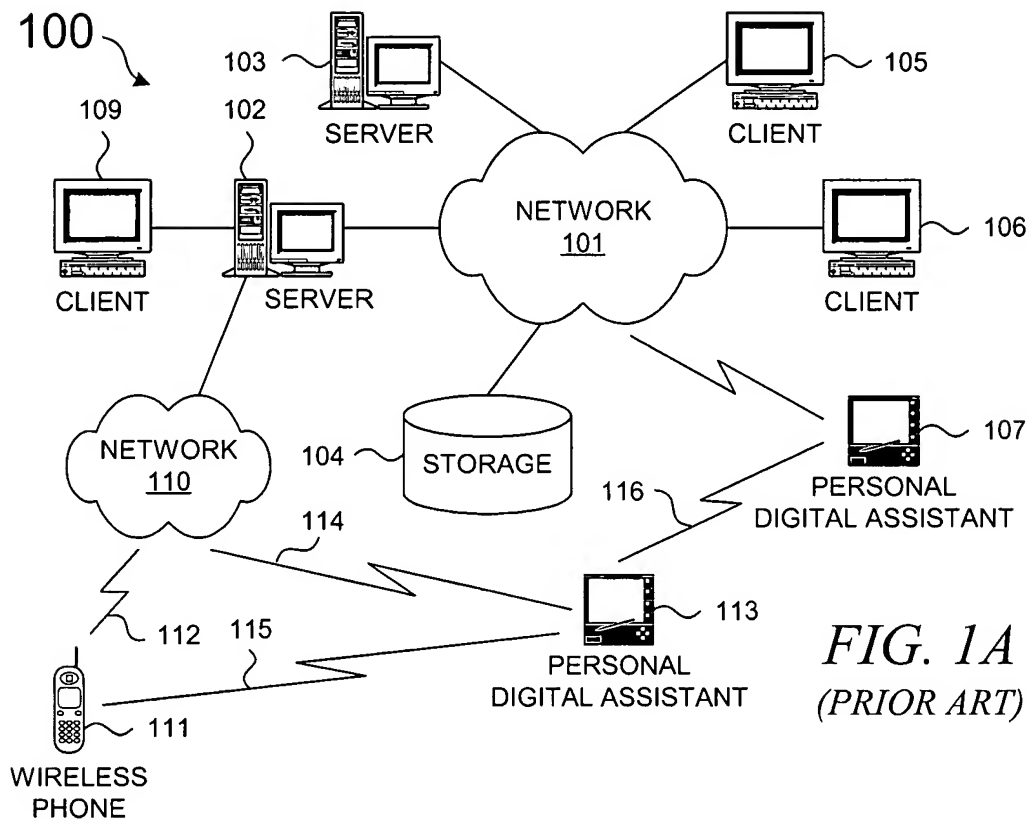 100
103
SERVER
105
CLIENT
109
CLIENT
102
SERVER
NETWORK
101
106
CLIENT
NETWORK
110
104
STORAGE
107
PERSONAL
DIGITAL ASSISTANT
116
114
112
115
113
PERSONAL
DIGITAL ASSISTANT
111
WIRELESS
PHONE
FIG. 1A
(PRIOR ART)